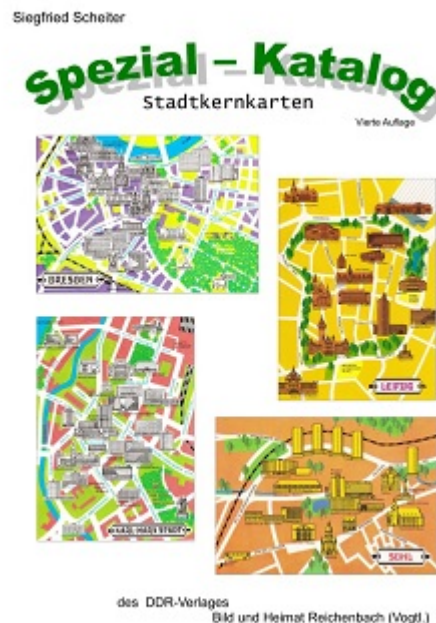 Siegfried Scheiter
Spezial – Katalog
Stadtkernkarten
Vierte Auflage
DRESDEN
LEIPZIG
KARL-MARX-STADT
SUHL
des DDR-Verlages
Bild und Heimat Reichenbach (Vogtl.)